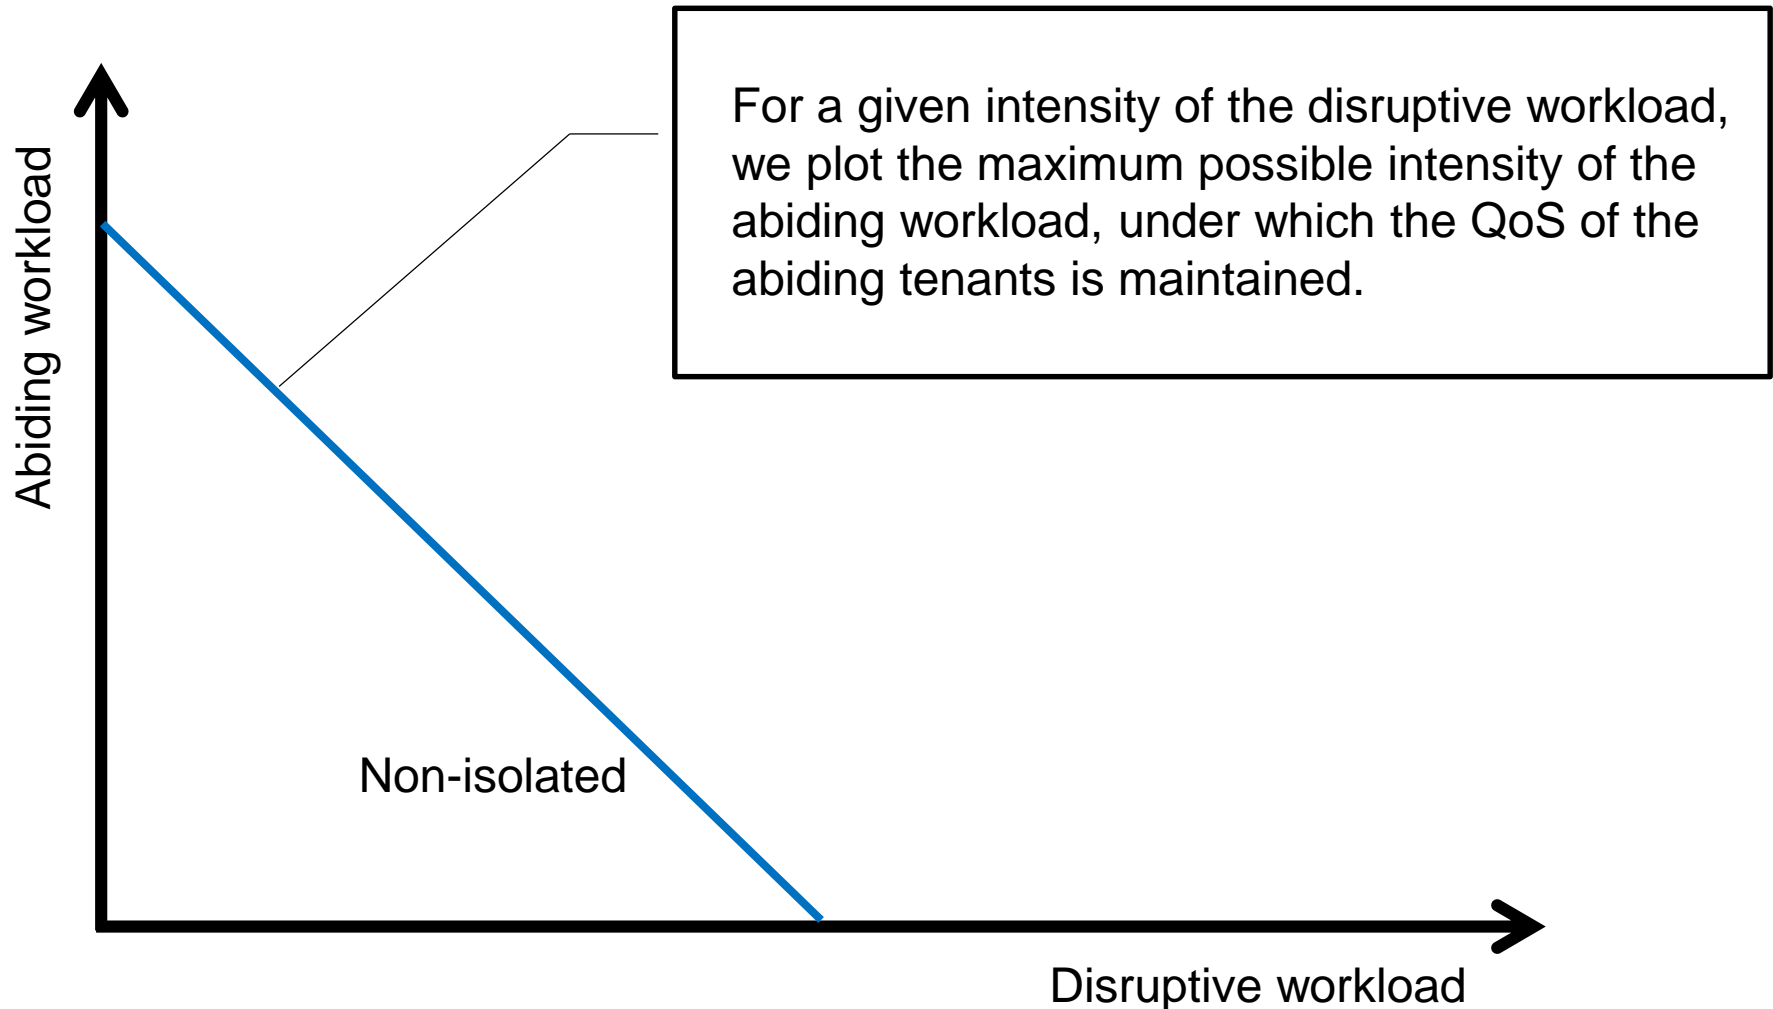 For a given intensity of the disruptive workload,
we plot the maximum possible intensity of the
abiding workload, under which the QoS of the
abiding tenants is maintained.
Abiding workload
Non-isolated
Disruptive workload